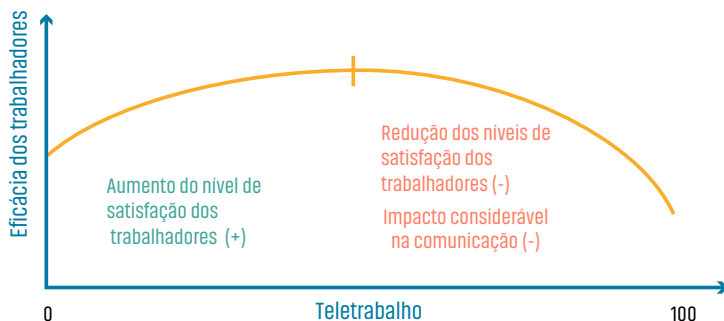 Eficácia dos trabalhadores
Redução dos níveis de
satisfação dos
trabalhadores (-)
Impacto considerável
na comunicação (-)
Aumento do nível de
satisfação dos
trabalhadores (+)
0
Teletrabalho
100